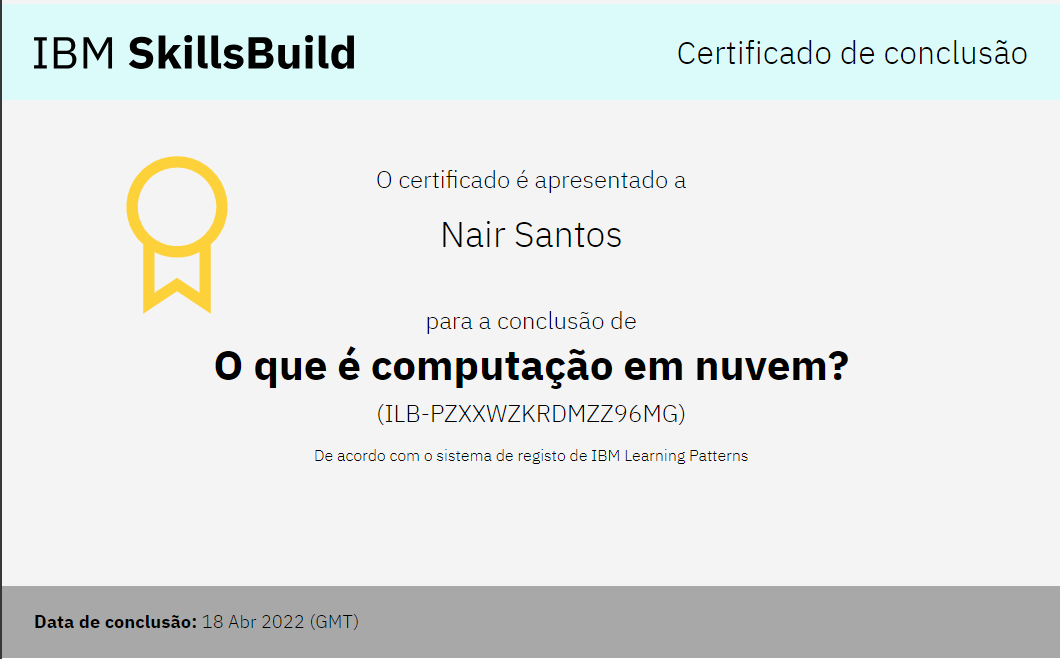 IBM SkillsBuild
Certificado de conclusão
O certificado é apresentado a
Nair Santos
para a conclusão de
O que é computação em nuvem?
(ILB-PZXXWZKRDMZZ96MG)
De acordo com o sistema de registo de IBM Learning Patterns
Data de conclusão: 18 Abr 2022 (GMT)